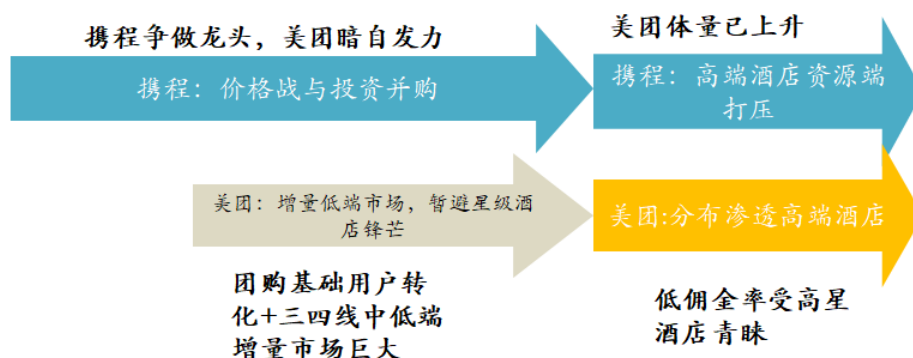 携程争做龙头，美团暗自发力
携程：价格战与投资并购
美团体量已上升
携程：高端酒店资源端
打压
美团：增量低端市场，暂避星级酒
店锋芒
美团:分布渗透高端酒店
团购基础用户转
化+三四线中低端
增量市场巨大
低佣金率受高星
酒店青睐